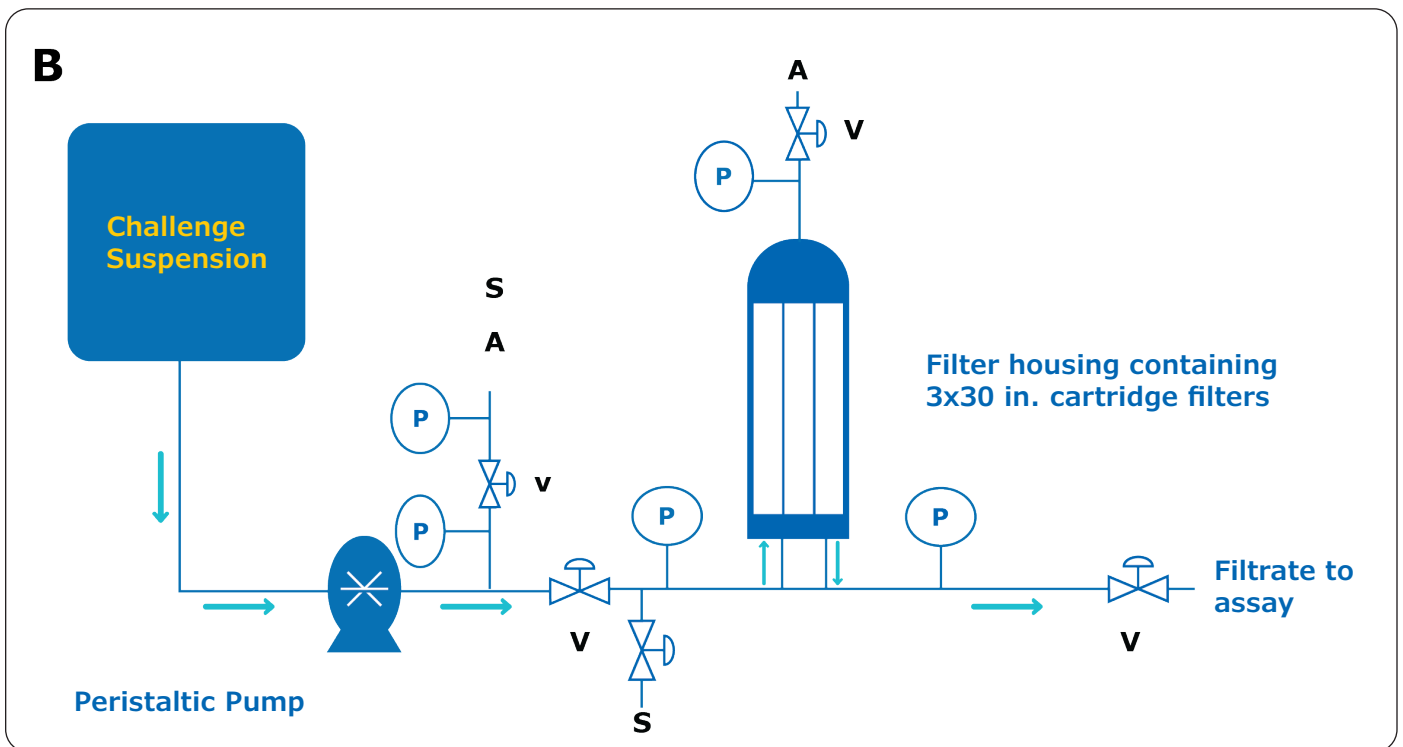 B
A
V
P
Challenge
Suspension
S
A
Filter housing containing
3x30 in. cartridge filters
P
v
P
P
P
Filtrate to
assay
V
V
Peristaltic Pump
S